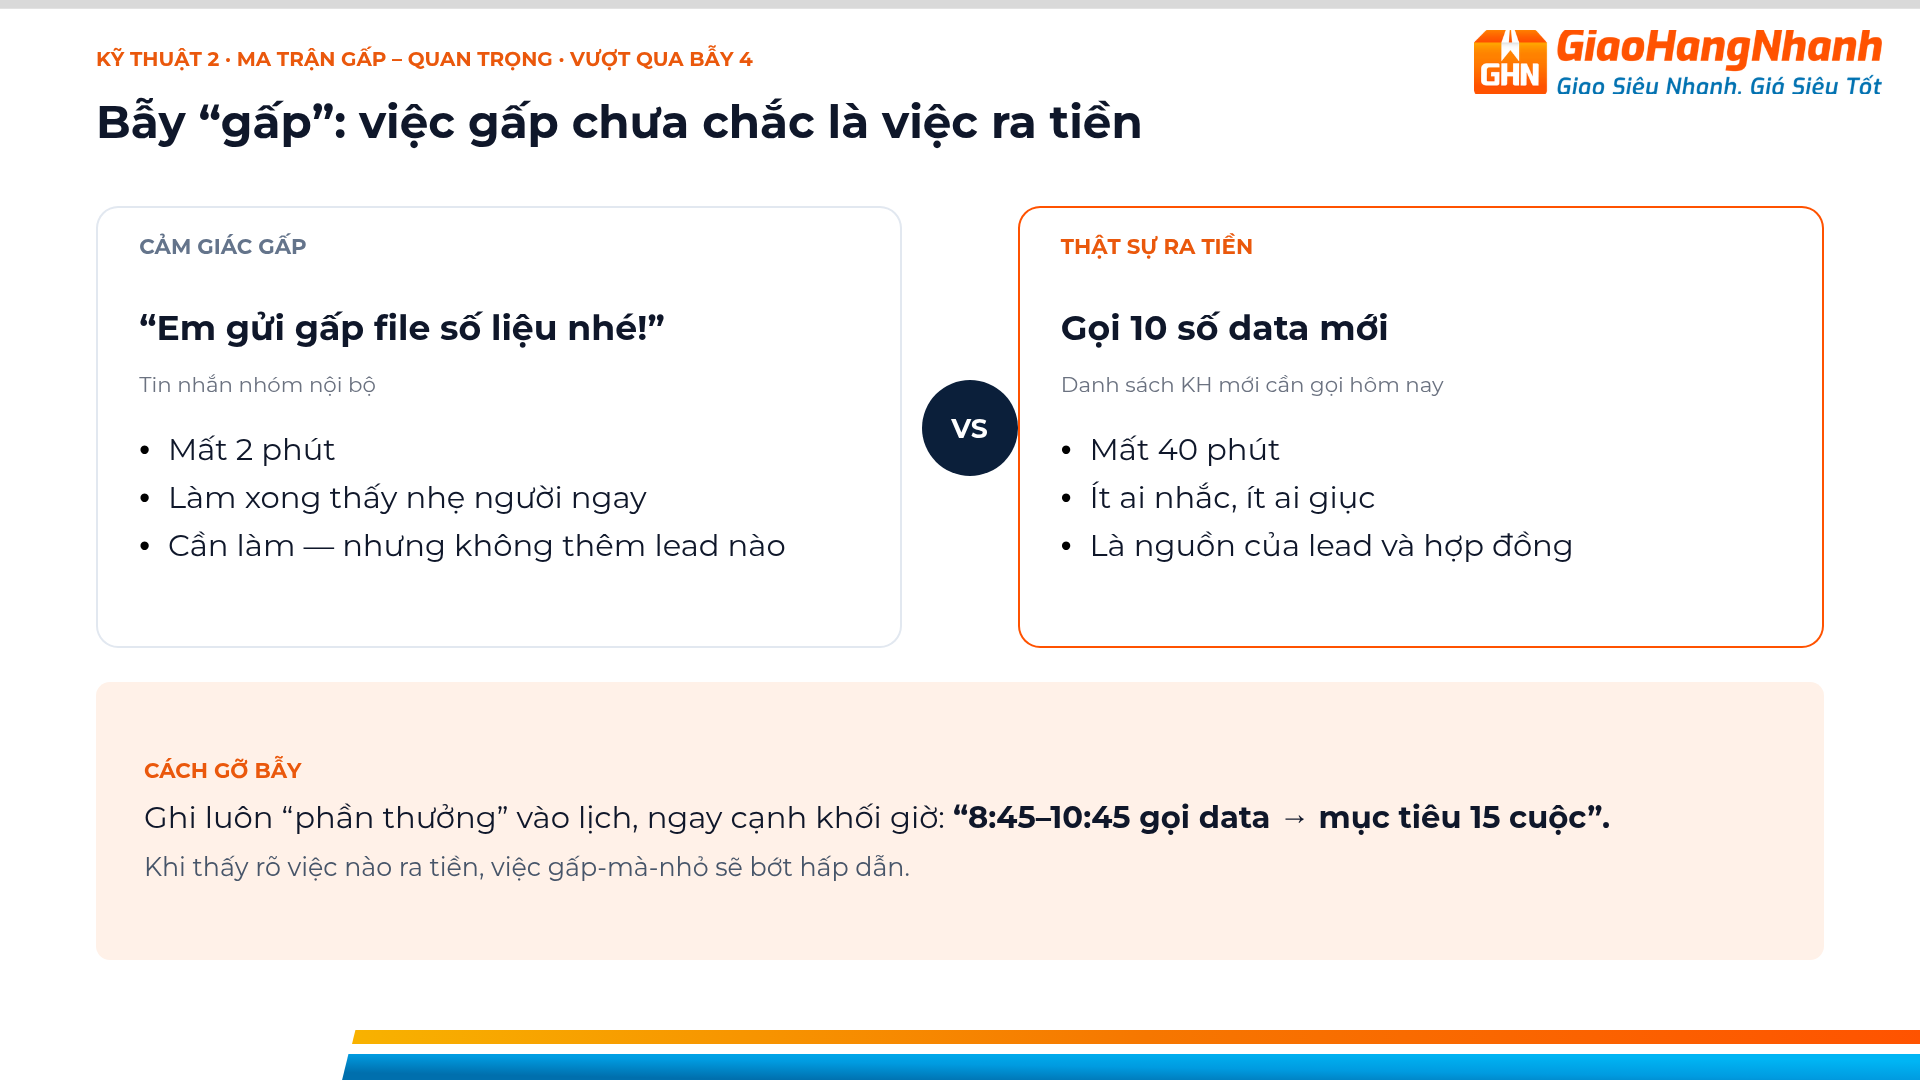 KỸ THUẬT 2 · MA TRẬN GẤP – QUAN TRỌNG · VƯỢT QUA BẪY 4
GHN
GiaoHangNhanh
Giao Siêu Nhanh, Giá Siêu Tốt
Bẫy “gấp”: việc gấp chưa chắc là việc ra tiền
CẢM GIÁC GẤP
“Em gửi gấp file số liệu nhé!”
Tin nhắn nhóm nội bộ
• Mất 2 phút
• Làm xong thấy nhẹ người ngay
• Cần làm — nhưng không thêm lead nào
VS
THẬT SỰ RA TIỀN
Gọi 10 số data mới
Danh sách KH mới cần gọi hôm nay
• Mất 40 phút
• Ít ai nhắc, ít ai giục
• Là nguồn của lead và hợp đồng
CÁCH GỠ BẪY
Ghi luôn “phần thưởng” vào lịch, ngay cạnh khối giờ: “8:45–10:45 gọi data → mục tiêu 15 cuộc”.
Khi thấy rõ việc nào ra tiền, việc gấp-mà-nhỏ sẽ bớt hấp dẫn.